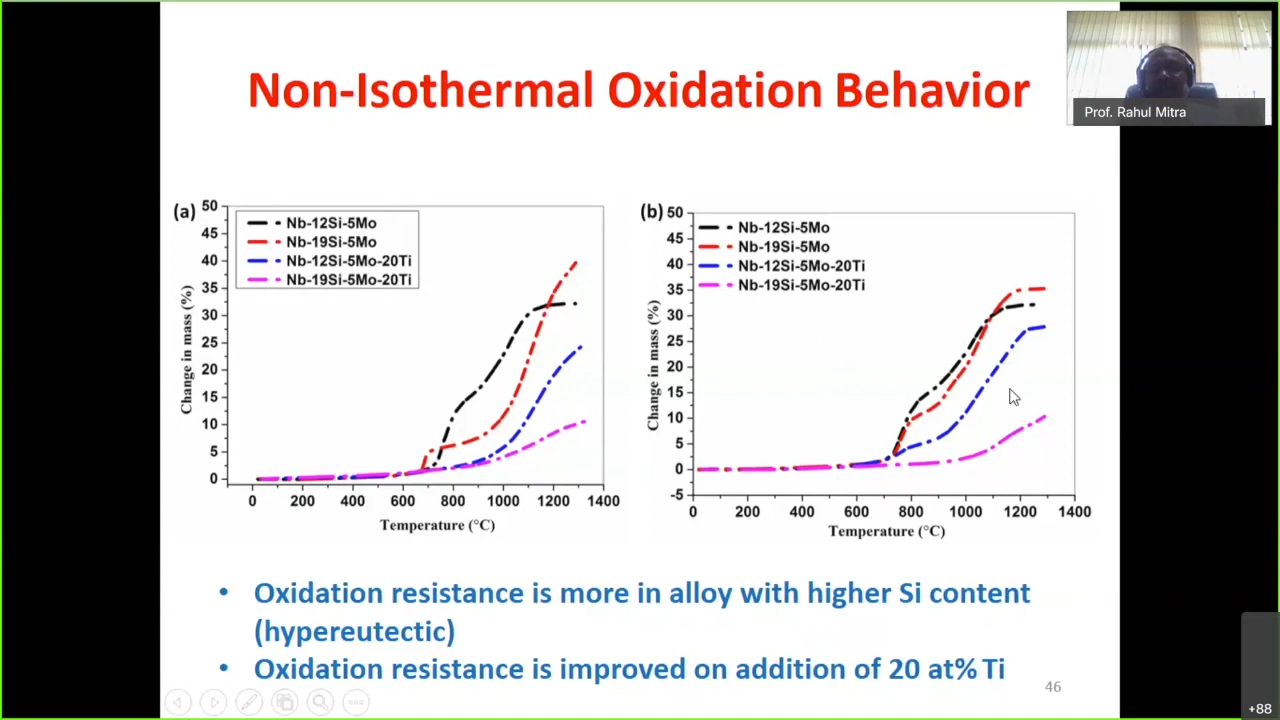 Non-Isothermal Oxidation Behavior
Prof. Rahul Mitra
(a)
50
45
40
35
30
25
20
15
10
5
0
Change in mass (%)
Nb-12Si-5Mo
Nb-19Si-5Mo
Nb-12Si-5Mo-20Ti
Nb-19Si-5Mo-20Ti
0 200 400 600 800 1000 1200 1400
Temperature (°C)
(b)
50
45
40
35
30
25
20
15
10
5
0
-5
Change in mass (%)
Nb-12Si-5Mo
Nb-19Si-5Mo
Nb-12Si-5Mo-20Ti
Nb-19Si-5Mo-20Ti
0 200 400 600 800 1000 1200 1400
Temperature (°C)
• Oxidation resistance is more in alloy with higher Si content
(hypereutectic)
• Oxidation resistance is improved on addition of 20 at% Ti
46
+88